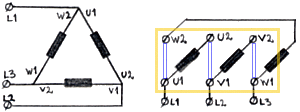 L1
W2 U1
L3 W1 U2
L2 V2 V1
W2 U2 V2
U1 V1 W1
L1 L2 L3